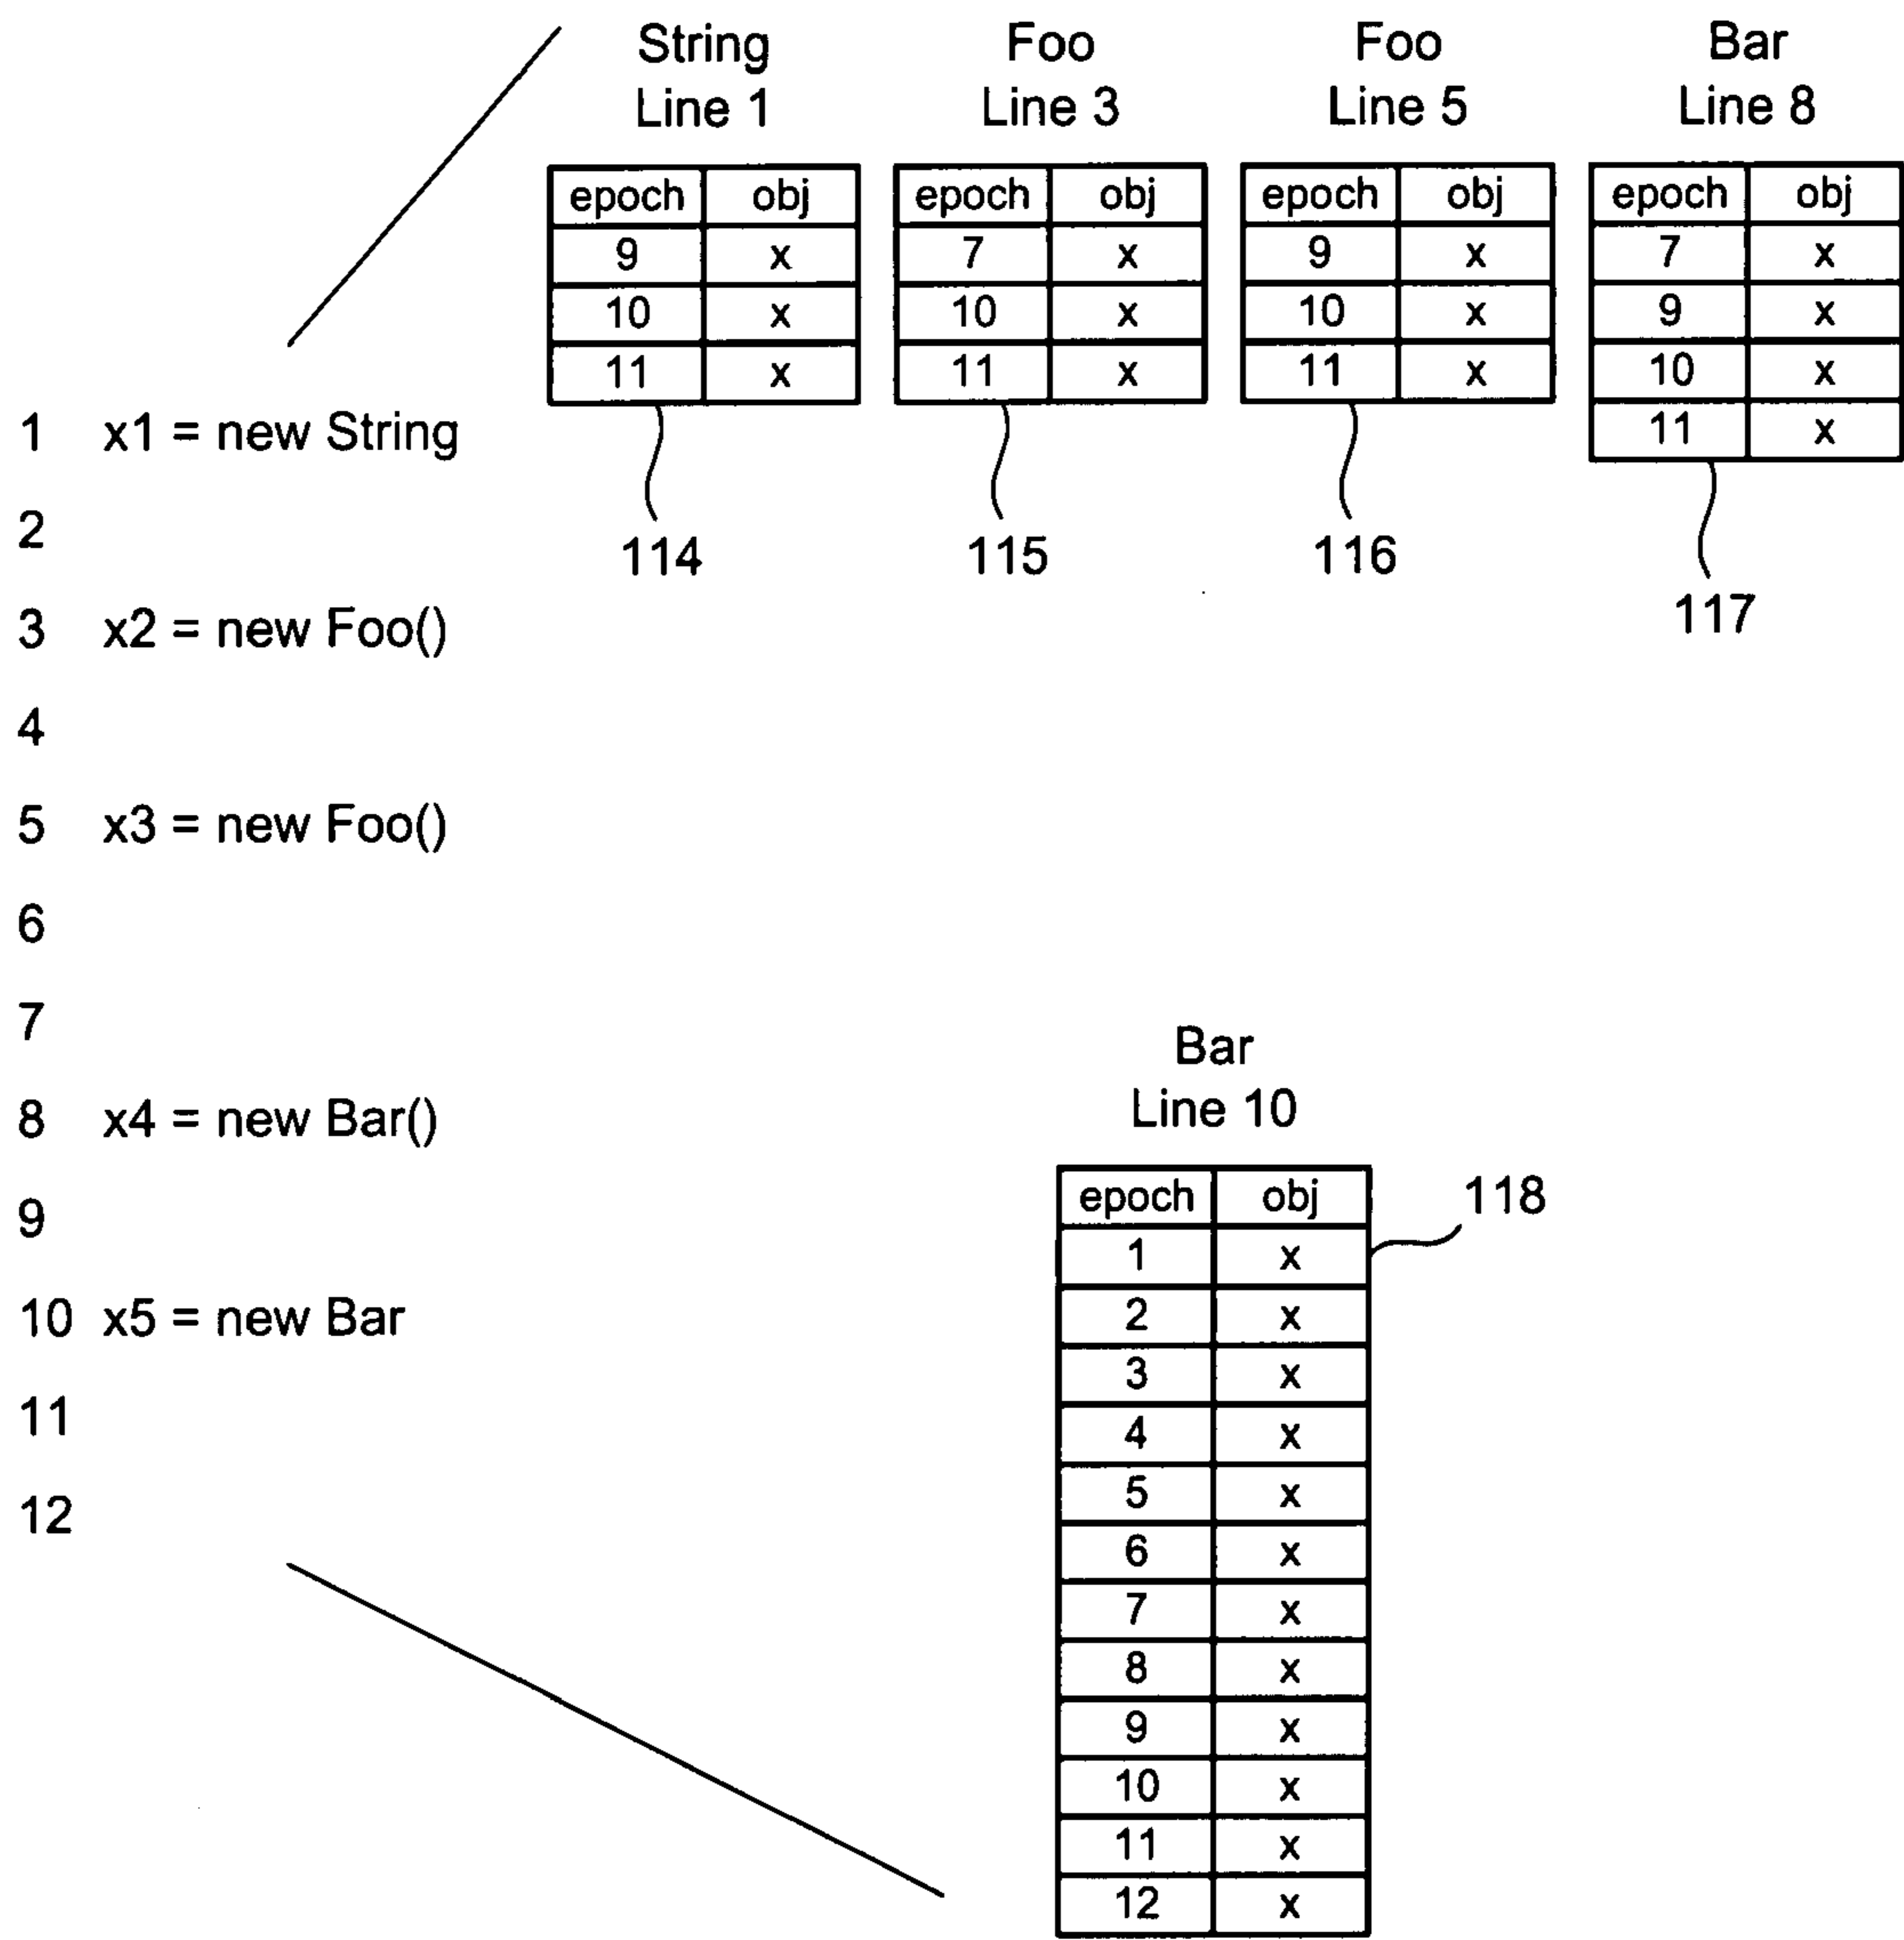 String
Line 1
epoch obj
9 x
10 x
11 x
114
Foo
Line 3
epoch obj
7 x
10 x
11 x
115
Foo
Line 5
epoch obj
9 x
10 x
11 x
116
Bar
Line 8
epoch obj
7 x
9 x
10 x
11 x
117
1 x1 = new String
2
3 x2 = new Foo()
4
5 x3 = new Foo()
6
7
8 x4 = new Bar()
9
10 x5 = new Bar
11
12
Bar
Line 10
epoch obj
118
1 x
2 x
3 x
4 x
5 x
6 x
7 x
8 x
9 x
10 x
11 x
12 x